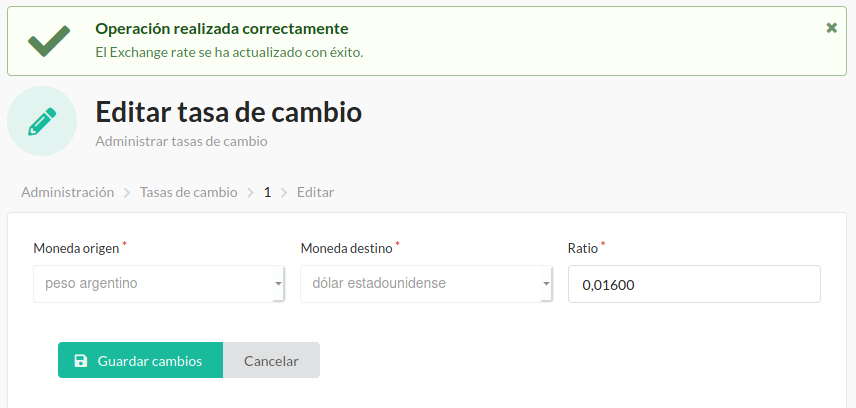 Operación realizada correctamente
El Exchange rate se ha actualizado con éxito.
Editar tasa de cambio
Administrar tasas de cambio
Administración > Tasas de cambio > 1 > Editar
Moneda origen * Moneda destino * Ratio *
peso argentino dólar estadounidense 0,01600
Guardar cambios Cancelar